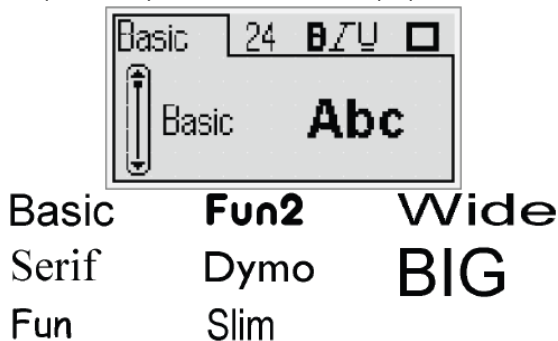 Basic 24 B I U
Basic Abc
Basic Fun2 Wide
Serif Dymo BIG
Fun Slim